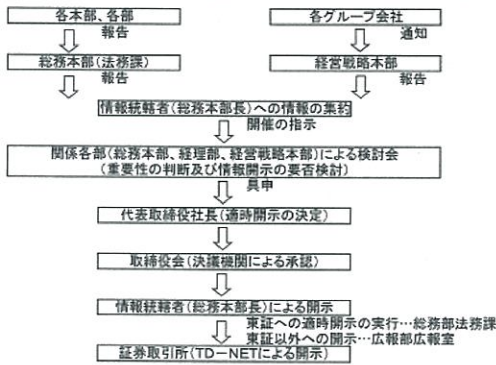 各本部、各部
各グループ会社
報告
通知
総務本部(法務課)
経営戦略本部
報告
報告
情報統轄者(総務本部長)への情報の集約
開催の指示
関係各部(総務本部、経理部、経営戦略本部)による検討会
(重要性の判断及び情報開示の要否検討)
具申
代表取締役社長(適時開示の決定)
取締役会(決議機関による承認)
情報統轄者(総務本部長)による開示
東証への適時開示の実行…総務部法務課
東証以外への開示…広報部広報室
証券取引所(TD-NETによる開示)